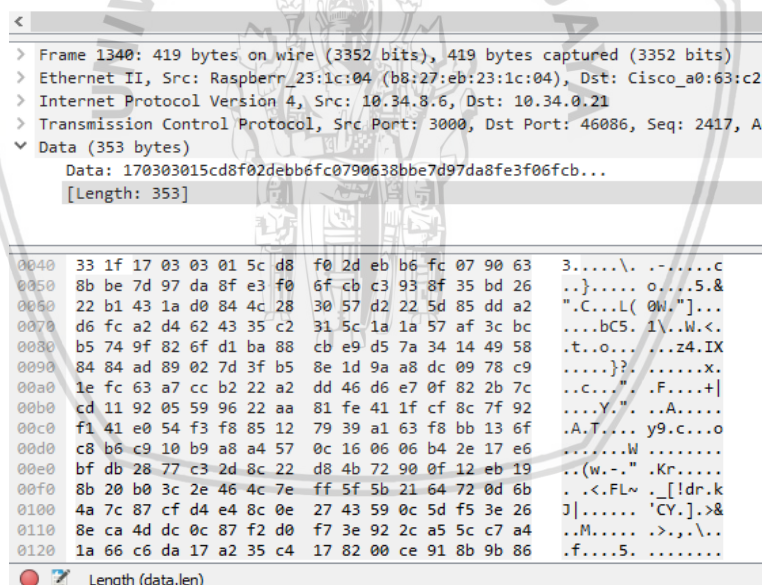 > Frame 1340: 419 bytes on wire (3352 bits), 419 bytes captured (3352 bits)
> Ethernet II, Src: Raspberr_23:1c:04 (b8:27:eb:23:1c:04), Dst: Cisco_a0:63:c2
> Internet Protocol Version 4, Src: 10.34.8.6, Dst: 10.34.0.21
> Transmission Control Protocol, Src Port: 3000, Dst Port: 46086, Seq: 2417, A
Data (353 bytes)
Data: 170303015cd8f02debb6fc0790638bbe7d97da8fe3f06fcb...
[Length: 353]
0040 33 1f 17 03 03 01 5c d8 f0 2d eb b6 fc 07 90 63 3.....\. .-.....c
0050 8b be 7d 97 da 8f e3 f0 6f cb c3 93 8f 35 bd 26 ..}..... o....5.&
0060 22 b1 43 1a d0 84 4c 28 30 57 d2 22 5d 85 dd a2 ".C...L( 0W."]...
0070 d6 fc a2 d4 62 43 35 c2 31 5c 1a 1a 57 af 3c bc ....bC5. 1\..W.<.
0080 b5 74 9f 82 6f d1 ba 88 cb e9 d5 7a 34 14 49 58 .t..o... ...z4.IX
0090 84 84 ad 89 02 7d 3f b5 8e 1d 9a a8 dc 09 78 c9 .....}?. ......x.
00a0 1e fc 63 a7 cc b2 22 a2 dd 46 d6 e7 0f 82 2b 7c ..c...". .F....+|
00b0 cd 11 92 05 59 96 22 aa 81 fe 41 1f cf 8c 7f 92 ....Y.". ..A.....
00c0 f1 41 e0 54 f3 f8 85 12 79 39 a1 63 f8 bb 13 6f .A.T.... y9.c...o
00d0 c8 b6 c9 10 b9 a8 a4 57 0c 16 06 06 b4 2e 17 e6 .......W ........
00e0 bf db 28 77 c3 2d 8c 22 d8 4b 72 90 0f 12 eb 19 ..(w.-." .Kr.....
00f0 8b 20 b0 3c 2e 46 4c 7e ff 5f 5b 21 64 72 0d 6b . .<.FL~ ._[!dr.k
0100 4a 7c 87 cf d4 e4 8c 0e 27 43 59 0c 5d f5 3e 26 J|...... 'CY.].>&
0110 8e ca 4d dc 0c 87 f2 d0 f7 3e 92 2c a5 5c c7 a4 ..M..... .>.,.\..
0120 1a 66 c6 da 17 a2 35 c4 17 82 00 ce 91 8b 9b 86 .f....5. ........
Length (data.len)